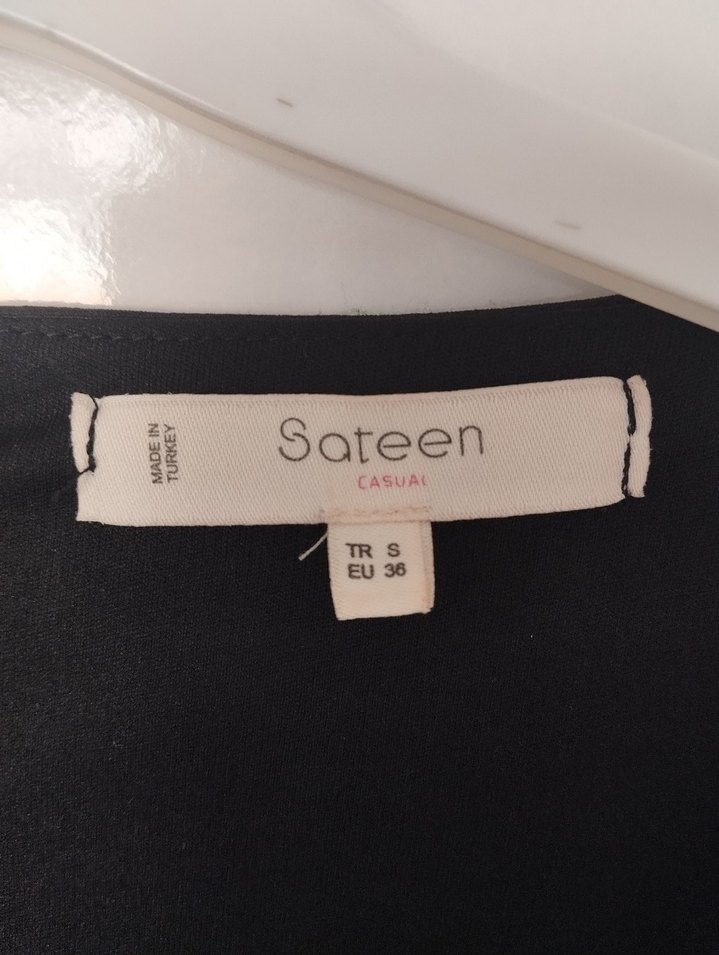 MADE IN
TURKEY
Sateen
CASUAL
TR S
EU 36